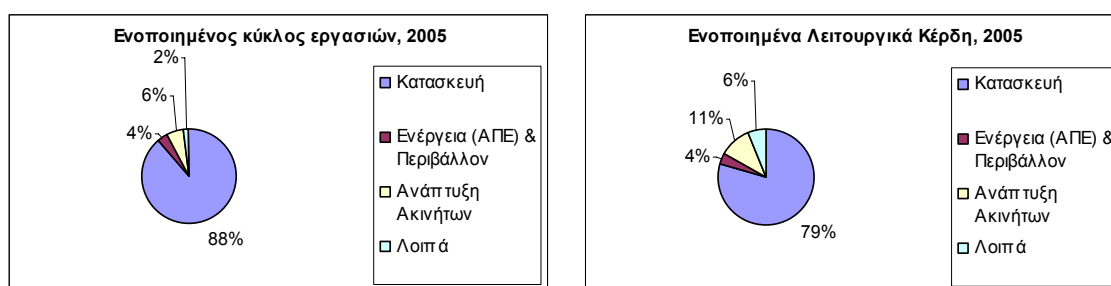 Ενοποιημένος κύκλος εργασιών, 2005
2%
6%
4%
88%
Κατασκευή
Ενέργεια (ΑΠΕ) &
Περιβάλλον
Ανάπτυξη
Ακινήτων
Λοιπά
Ενοποιημένα Λειτουργικά Κέρδη, 2005
6%
11%
4%
79%
Κατασκευή
Ενέργεια (ΑΠΕ) &
Περιβάλλον
Ανάπτυξη
Ακινήτων
Λοιπά